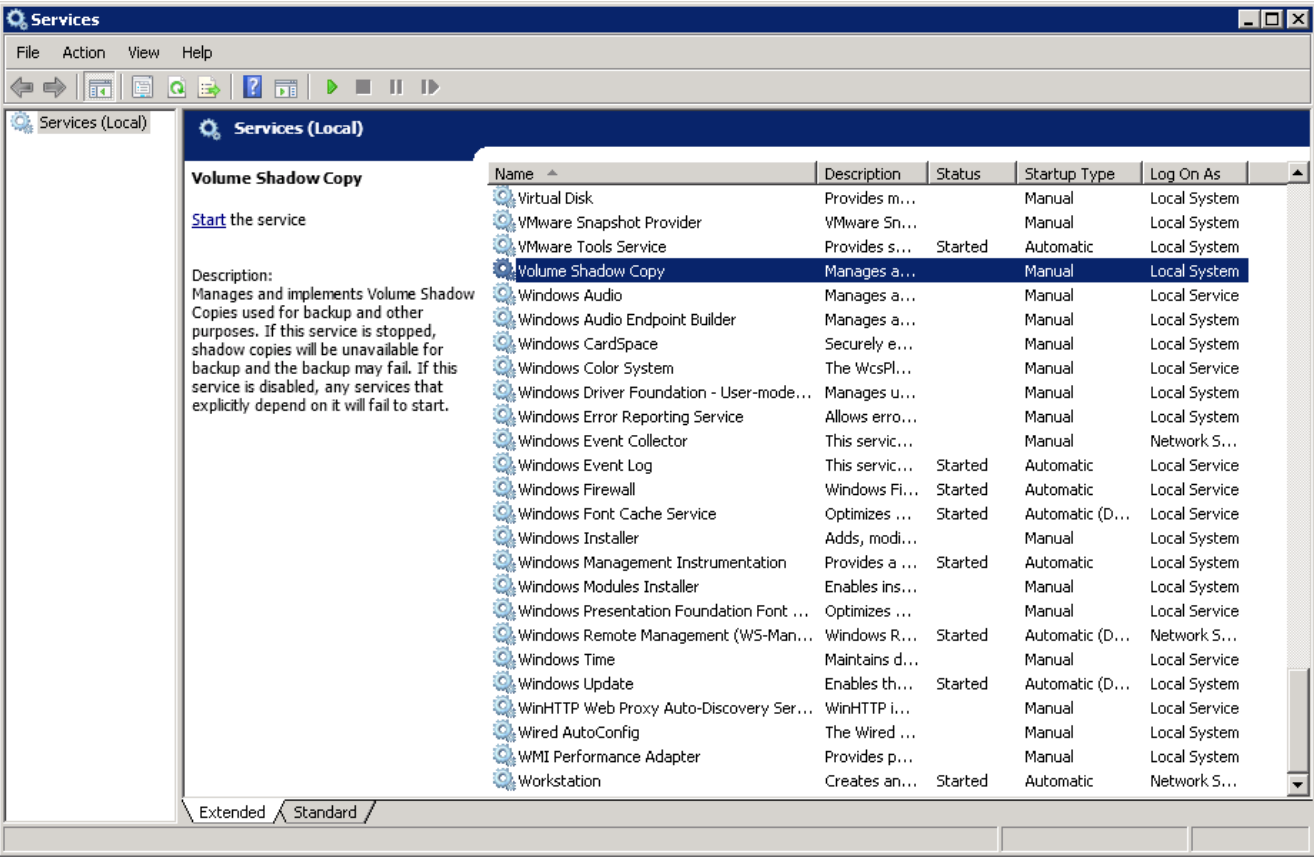 Services
File Action View Help
Services (Local)
Services (Local)
Volume Shadow Copy
Start the service
Description:
Manages and implements Volume Shadow
Copies used for backup and other
purposes. If this service is stopped,
shadow copies will be unavailable for
backup and the backup may fail. If this
service is disabled, any services that
explicitly depend on it will fail to start.
Name Description Status Startup Type Log On As
Virtual Disk Provides m... Manual Local System
VMware Snapshot Provider VMware Sn... Manual Local System
VMware Tools Service Provides s... Started Automatic Local System
Volume Shadow Copy Manages a... Manual Local System
Windows Audio Manages a... Manual Local Service
Windows Audio Endpoint Builder Manages a... Manual Local System
Windows CardSpace Securely e... Manual Local System
Windows Color System The WcsPl... Manual Local Service
Windows Driver Foundation - User-mode... Manages u... Manual Local System
Windows Error Reporting Service Allows erro... Manual Local System
Windows Event Collector This servic... Manual Network S...
Windows Event Log This servic... Started Automatic Local Service
Windows Firewall Windows Fi... Started Automatic Local Service
Windows Font Cache Service Optimizes ... Started Automatic (D... Local Service
Windows Installer Adds, modi... Manual Local System
Windows Management Instrumentation Provides a ... Started Automatic Local System
Windows Modules Installer Enables ins... Manual Local System
Windows Presentation Foundation Font ... Optimizes ... Manual Local Service
Windows Remote Management (WS-Man... Windows R... Started Automatic (D... Network S...
Windows Time Maintains d... Manual Local Service
Windows Update Enables th... Started Automatic (D... Local System
WinHTTP Web Proxy Auto-Discovery Ser... WinHTTP i... Manual Local Service
Wired AutoConfig The Wired ... Manual Local System
WMI Performance Adapter Provides p... Manual Local System
Workstation Creates an... Started Automatic Network S...
Extended Standard